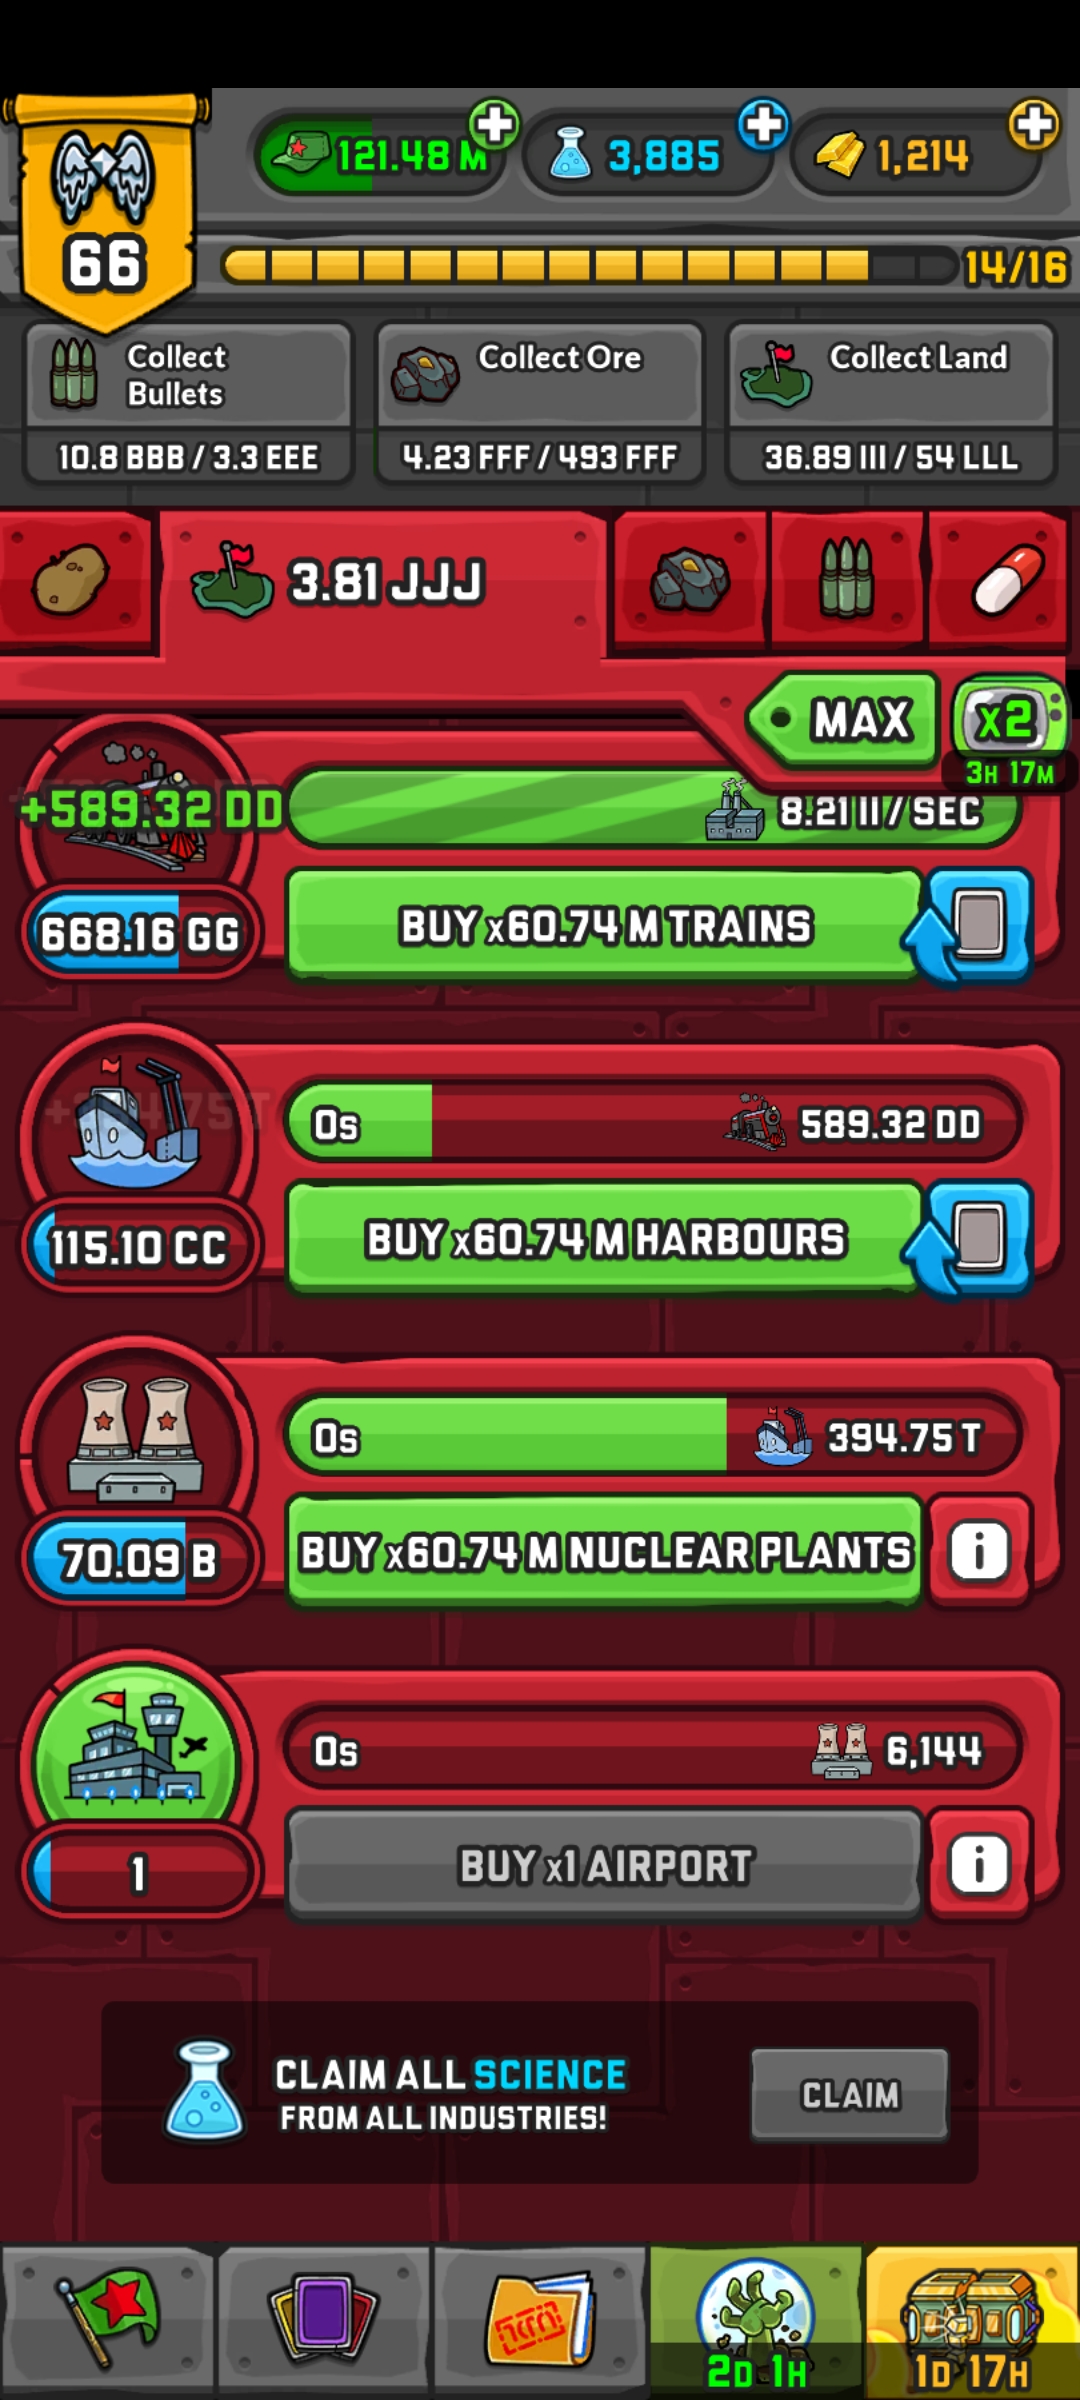 121.48 M
3,885
1,214
66
14/16
Collect
Bullets
10.8 BBB / 3.3 EEE
Collect Ore
4.23 FFF / 493 FFF
Collect Land
36.89 III / 54 LLL
3.81 JJJ
MAX
x2
3H 17M
+589.32 DD
8.21 II / SEC
668.16 GG
BUY x60.74 M TRAINS
0s
589.32 DD
115.10 CC
BUY x60.74 M HARBOURS
0s
394.75 T
70.09 B
BUY x60.74 M NUCLEAR PLANTS
i
0s
6,144
1
BUY x1 AIRPORT
i
CLAIM ALL SCIENCE
FROM ALL INDUSTRIES!
CLAIM
2D 1H
1D 17H